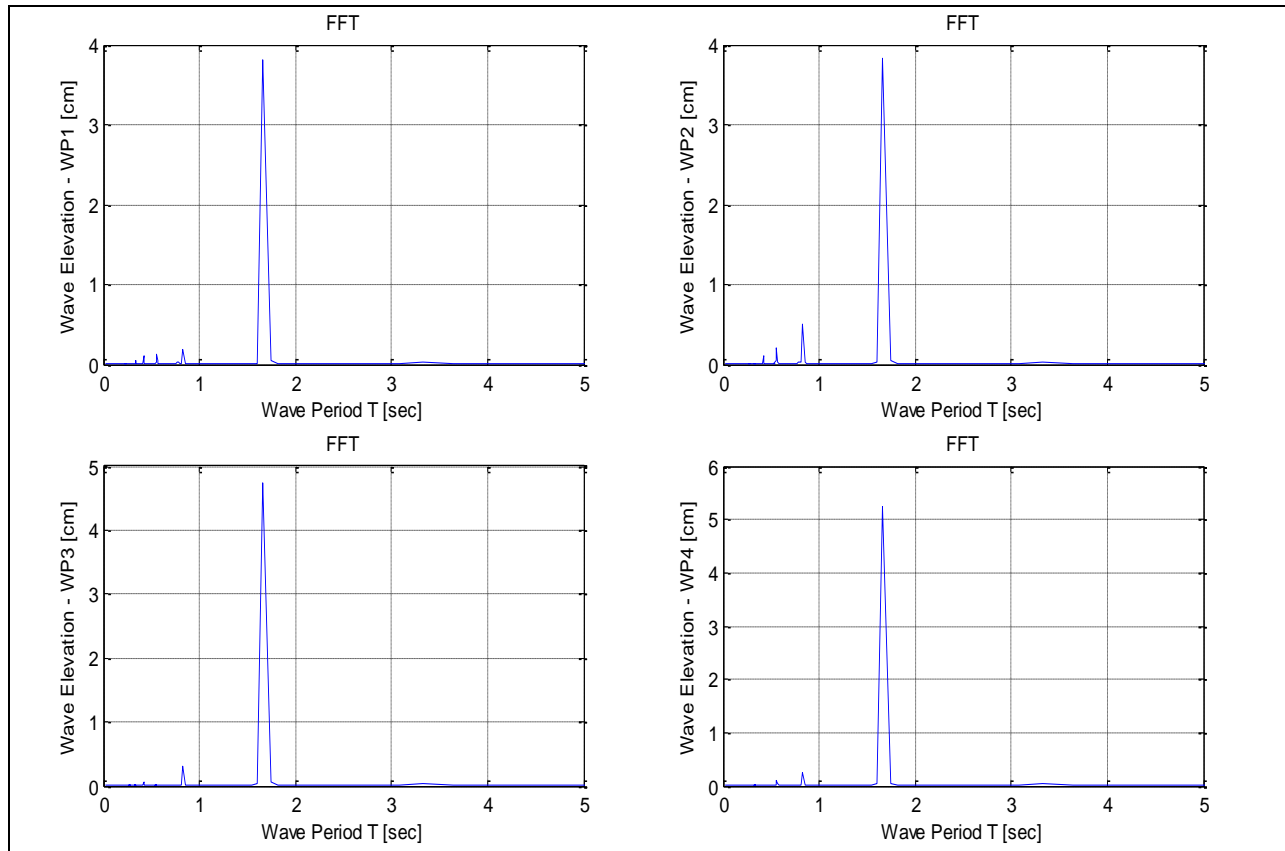 FFT
Wave Elevation - WP1 [cm]
4
3
2
1
0
0 1 2 3 4 5
Wave Period T [sec]
FFT
Wave Elevation - WP2 [cm]
4
3
2
1
0
0 1 2 3 4 5
Wave Period T [sec]
FFT
Wave Elevation - WP3 [cm]
5
4
3
2
1
0
0 1 2 3 4 5
Wave Period T [sec]
FFT
Wave Elevation - WP4 [cm]
6
5
4
3
2
1
0
0 1 2 3 4 5
Wave Period T [sec]